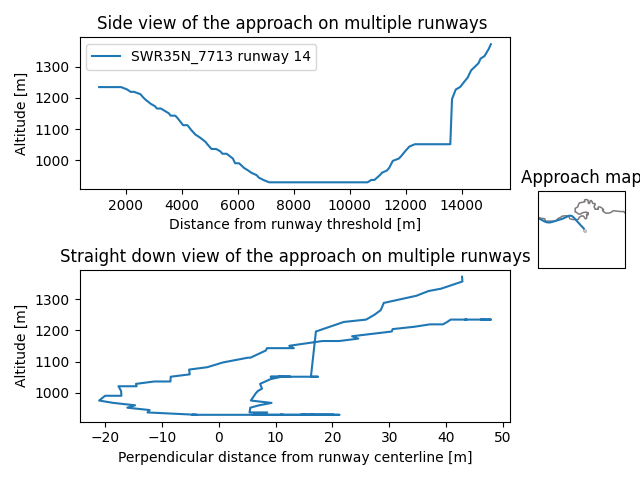 Side view of the approach on multiple runways
SWR35N_7713 runway 14
Altitude [m]
1300
1200
1100
1000
2000 4000 6000 8000 10000 12000 14000
Distance from runway threshold [m]
Approach map
Straight down view of the approach on multiple runways
Altitude [m]
1300
1200
1100
1000
−20 −10 0 10 20 30 40 50
Perpendicular distance from runway centerline [m]